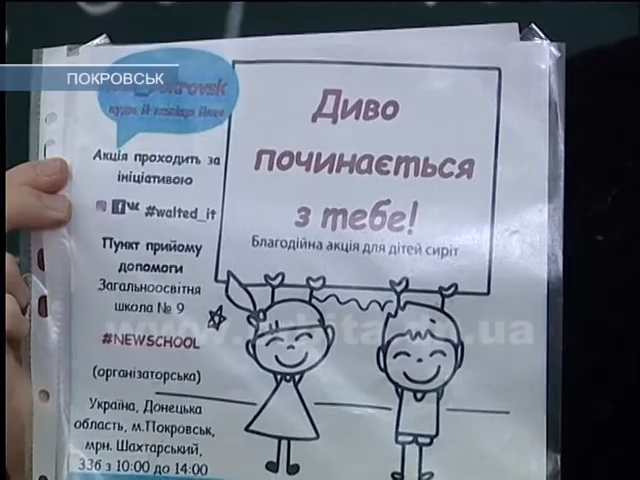 ПОКРОВСЬК
Акція проходить за
ініціативою
#walted_it
Пункт прийому
допомоги
Загальноосвітня
школа № 9
#NEWSCHOOL
(організаторська)
Україна, Донецька
область, м.Покровськ,
мрн. Шахтарський,
33б з 10:00 до 14:00
Диво
починається
з тебе!
Благодійна акція для дітей сиріт